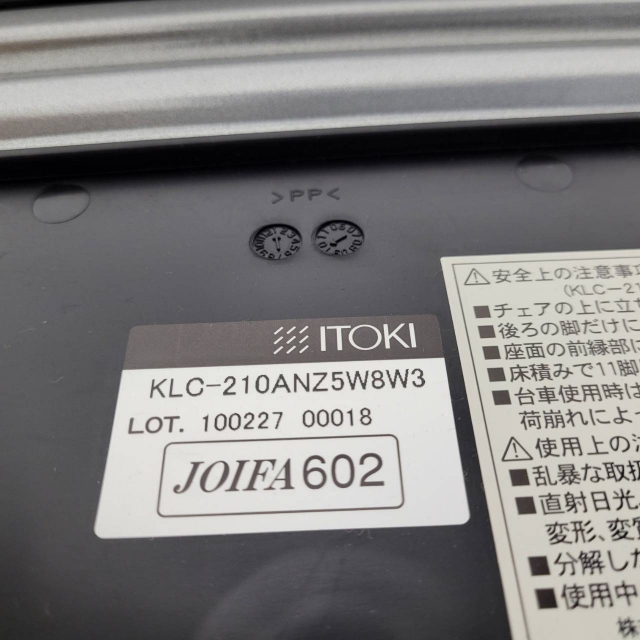 >PP<
ITOKI
KLC-210ANZ5W8W3
LOT. 100227 00018
JOIFA 602
⚠安全上の注意事
(KLC-21
■チェアの上に立
■後ろの脚だけに
■座面の前縁部に
■床積みで11脚
■台車使用時は
荷崩れによ
⚠使用上の注
■乱暴な取扱
■直射日光
変形、変
■分解した
■使用中
株